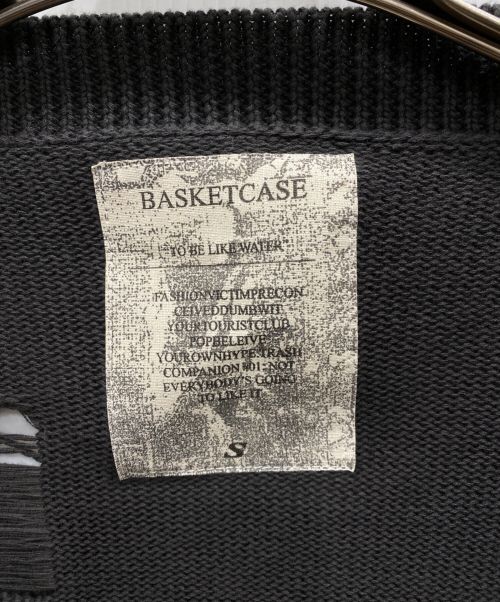 BASKETCASE
"TO BE LIKE WATER"
FASHIONVICTIMPRECON
CEIVEDDUMBWIT
YOURTOURISTCLUB
POPBELEIVE
YOUROWNHYPE:TRASH
COMPANION #01: NOT
EVERYBODY'S GOING
TO LIKE IT
S